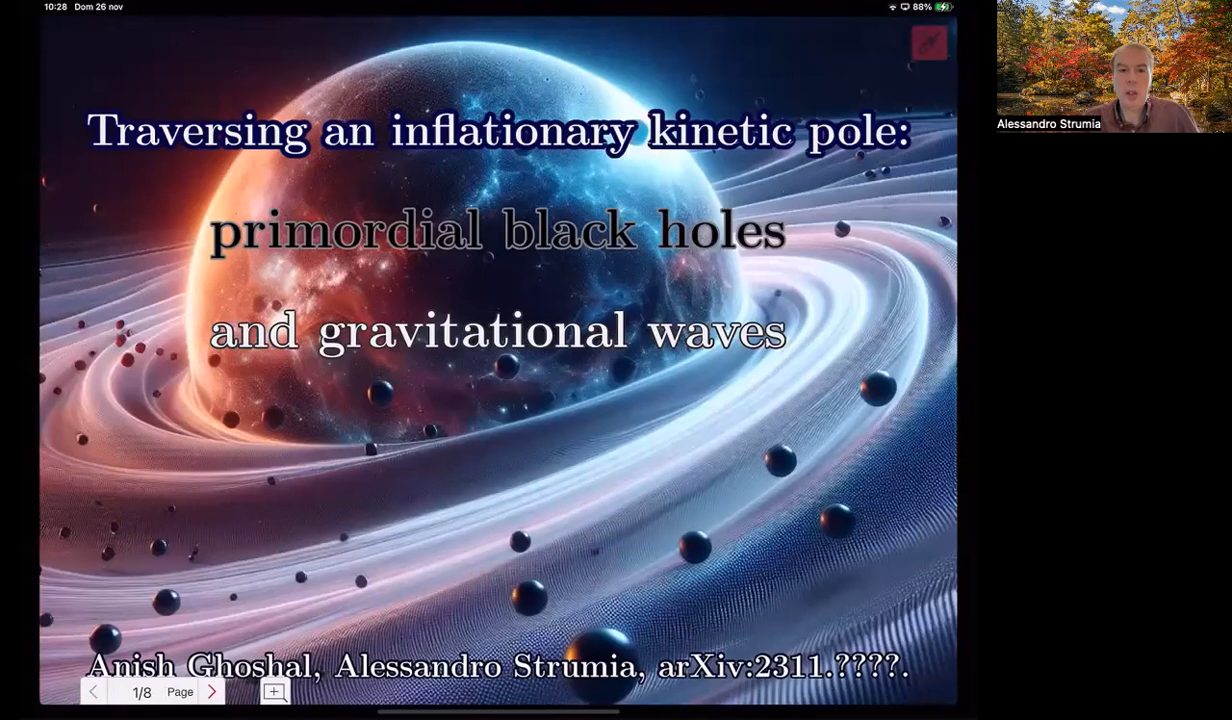 10:28 Dom 26 nov
88%
Traversing an inflationary kinetic pole:
primordial black holes
and gravitational waves
Anish Ghoshal, Alessandro Strumia, arXiv:2311.????.
1/8 Page
Alessandro Strumia